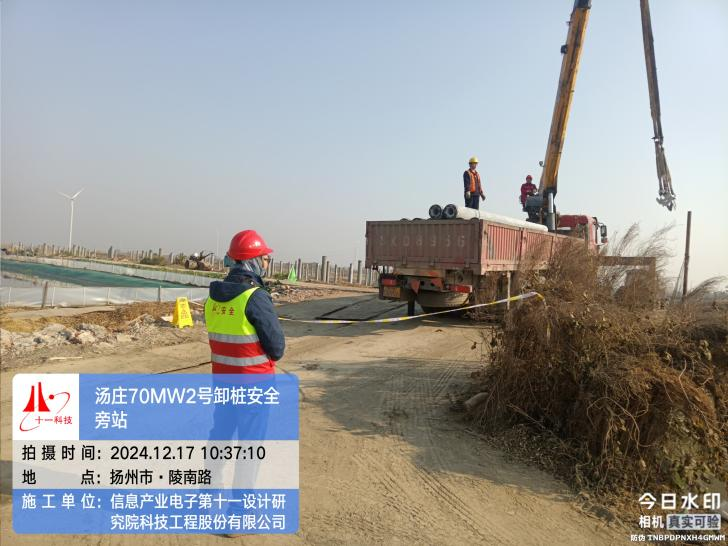 安全
十一科技
汤庄70MW2号卸桩安全
旁站
拍摄时间：2024.12.17 10:37:10
地点：扬州市·陵南路
施工单位：信息产业电子第十一设计研
究院科技工程股份有限公司
今日水印
相机 真实可验
防伪 TNBPDPNXH4GMWM